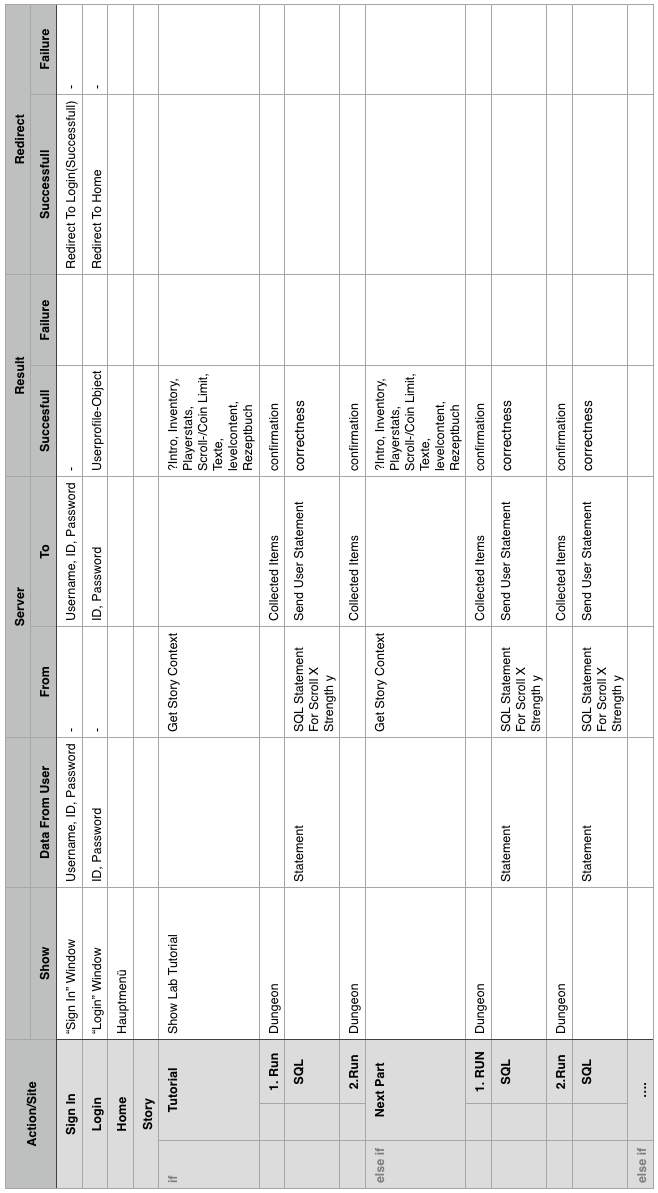 Action/Site Show Data From User Server Result Redirect
From To Succesfull Failure Successfull Failure
Sign In “Sign In” Window Username, ID, Password - Username, ID, Password - Redirect To Login(Successfull) -
Login “Login” Window ID, Password - ID, Password Userprofile-Object Redirect To Home -
Home Hauptmenü
Story
if Tutorial Show Lab Tutorial Get Story Context ?Intro, Inventory,
Playerstats,
Scroll-/Coin Limit,
Texte,
levelcontent,
Rezeptbuch
1. Run Dungeon Collected Items confirmation
SQL Statement SQL Statement
For Scroll X
Strength y
Send User Statement correctness
2.Run Dungeon Collected Items confirmation
else if Next Part Get Story Context ?Intro, Inventory,
Playerstats,
Scroll-/Coin Limit,
Texte,
levelcontent,
Rezeptbuch
1. RUN Dungeon Collected Items confirmation
SQL Statement SQL Statement
For Scroll X
Strength y
Send User Statement correctness
2.Run Dungeon Collected Items confirmation
SQL Statement SQL Statement
For Scroll X
Strength y
Send User Statement correctness
else if ....